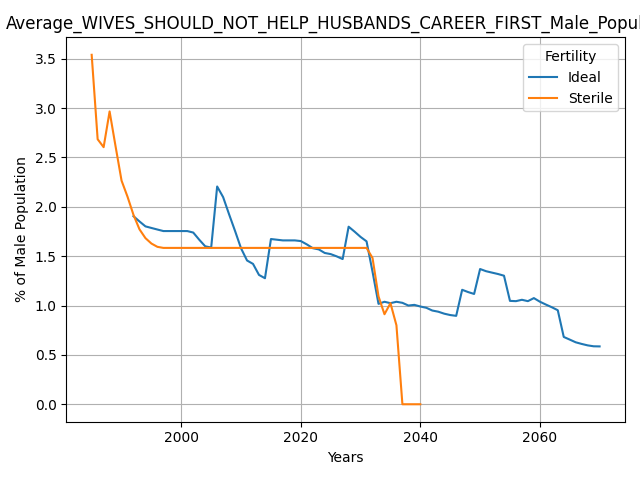 Average_WIVES_SHOULD_NOT_HELP_HUSBANDS_CAREER_FIRST_Male_Popul
Fertility
Ideal
Sterile
3.5
3.0
2.5
2.0
1.5
1.0
0.5
0.0
% of Male Population
2000
2020
2040
2060
Years